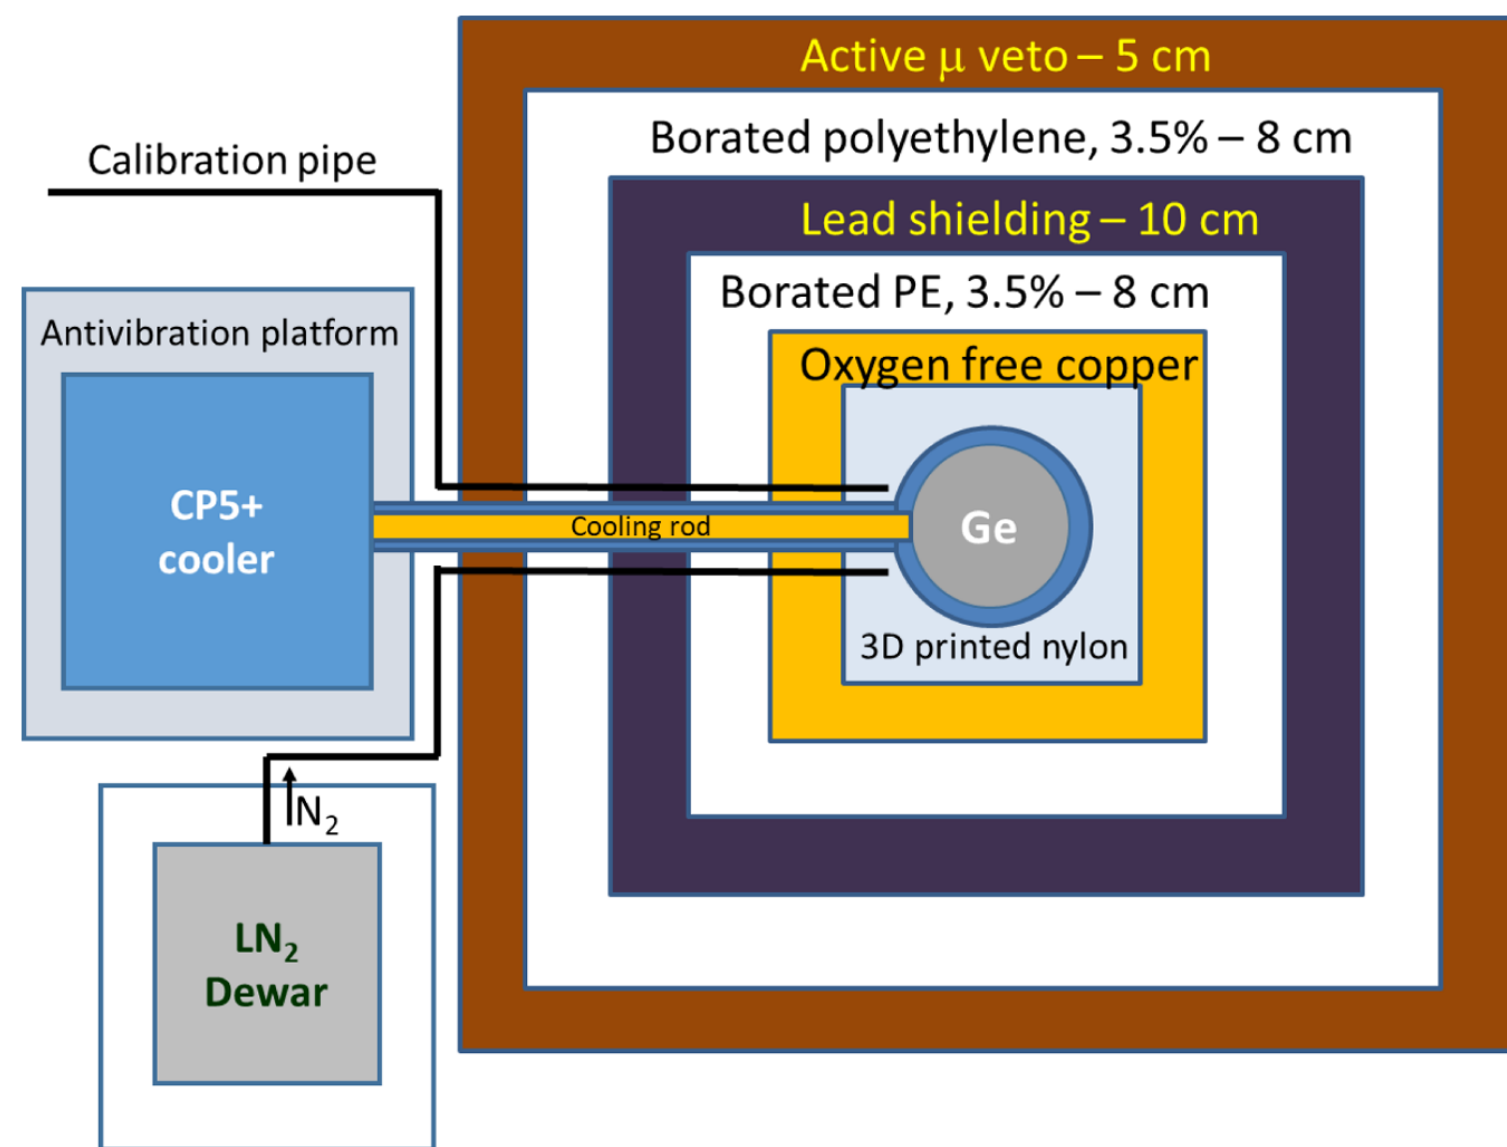 Active μ veto – 5 cm
Borated polyethylene, 3.5% – 8 cm
Calibration pipe
Lead shielding – 10 cm
Borated PE, 3.5% – 8 cm
Antivibration platform
Oxygen free copper
CP5+
cooler
Cooling rod
Ge
3D printed nylon
N₂
LN₂
Dewar